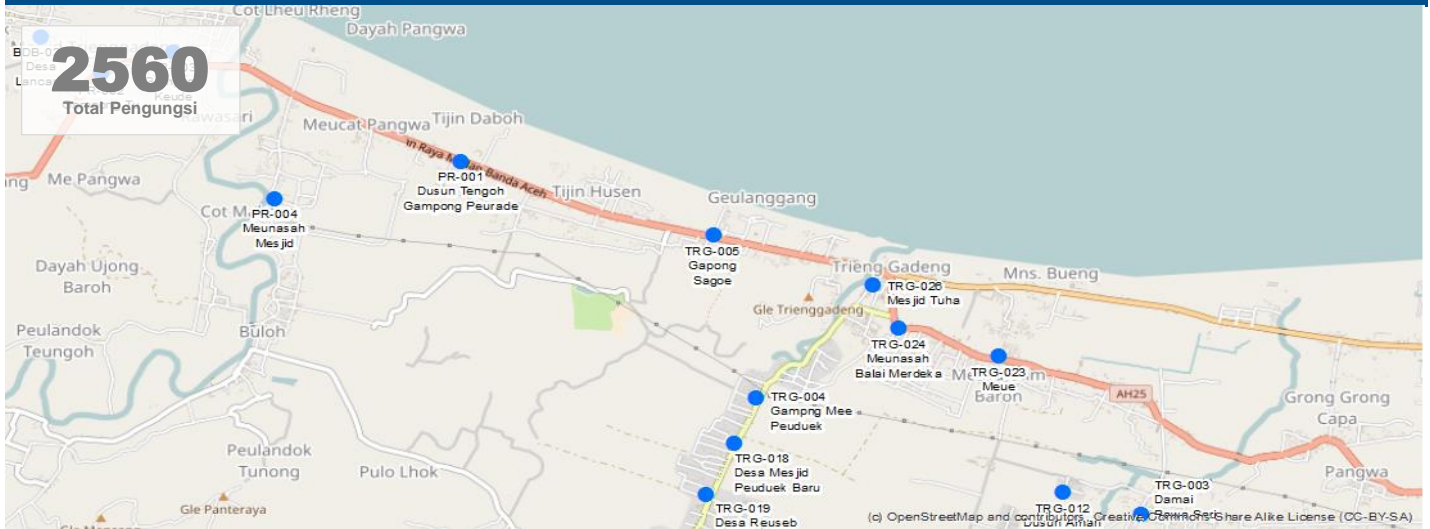 Cot Lheu Rheng
Dayah Pangwa
2560
Total Pengungsi
Meucat Pangwa
Tijin Daboh
an Banda Aceh
PR-001
Dusun Tengoh
Gampong Peurade
Tijin Husen
Geulanggang
Me Pangwa
PR-004
Meunasah
Mesjid
TRG-005
Gapong
Sagoe
Dayah Ujong
Baroh
Trieng Gadeng
Mns. Bueng
TRG-026
Mesjid Tuha
Gle Trienggadeng
Peulandok
Teungoh
Buloh
TRG-024
Meunasah
Balai Merdeka
TRG-023
Meue
Baron
AH25
Grong Grong
Capa
TRG-004
Gampng Mee
Peuduek
Peulandok
Tunong
Pulo Lhok
TRG-018
Desa Mesjid
Peuduek Baru
Pangwa
Gle Panteraya
TRG-019
Desa Reuseb
TRG-012
Dusun Aman
TRG-003
Damai
(c) OpenStreetMap and contributors, Creative Commons-Share Alike License (CC-BY-SA)